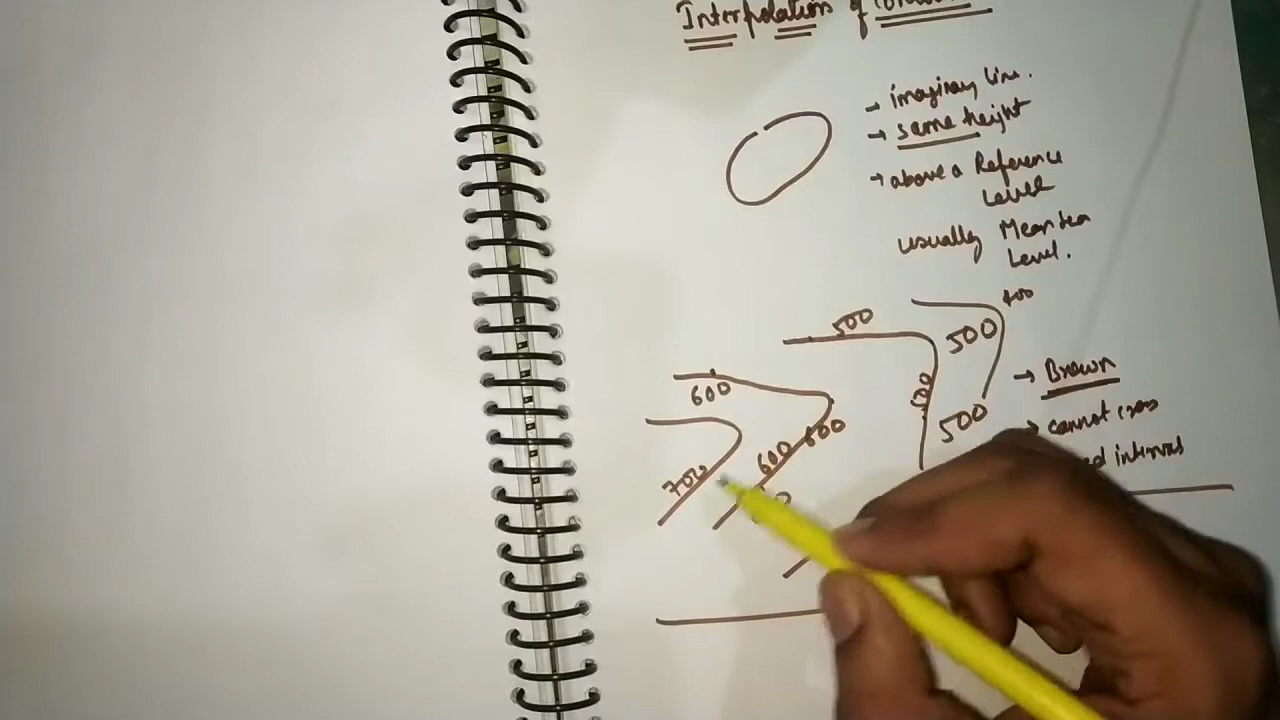 Interpolation of
→ imaginary line.
→ same height
→ above a Reference
Level
usually Mean sea
Level.
400
500
500
500
500
600
600
600
700
→ Brown
→ cannot cross
interval